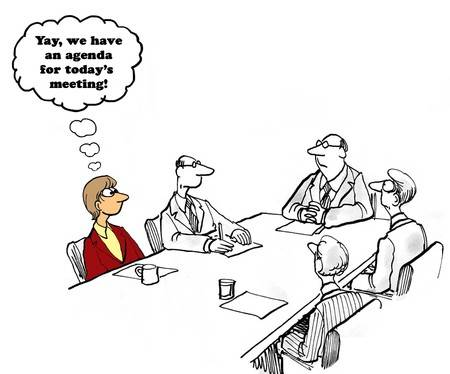 Yay, we have
an agenda
for today's
meeting!